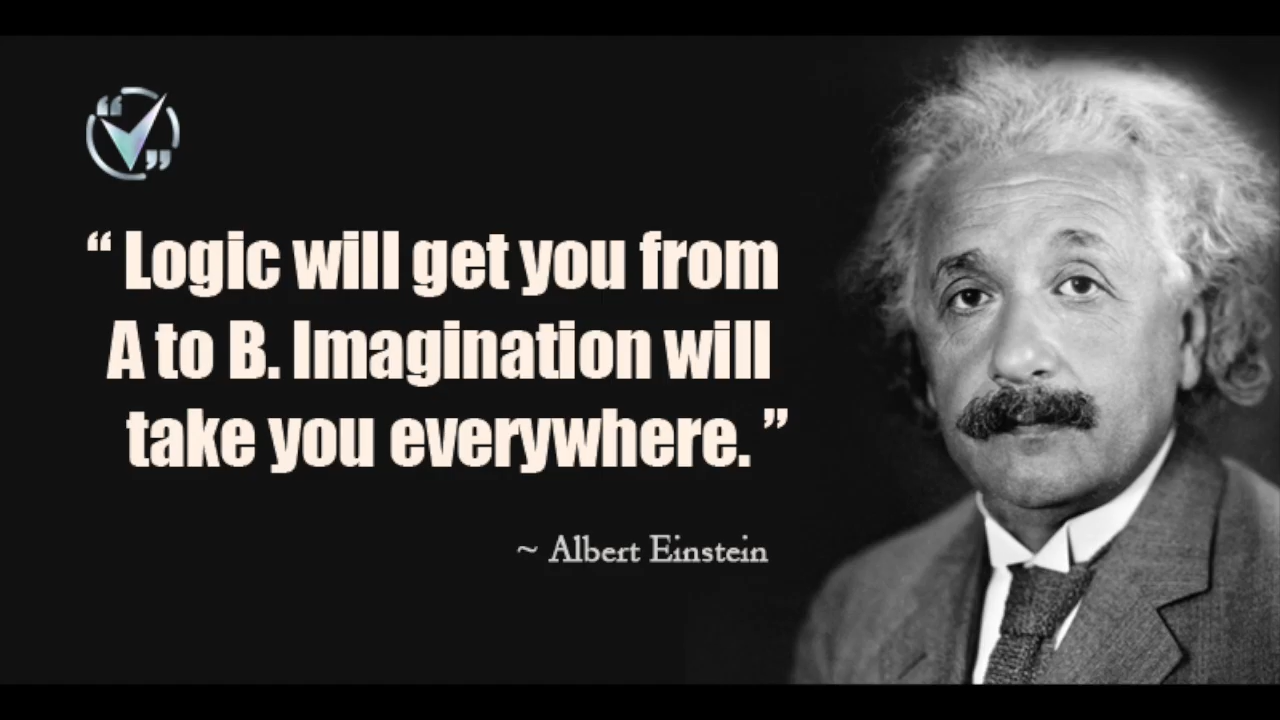 “ Logic will get you from
A to B. Imagination will
take you everywhere. ”
~ Albert Einstein